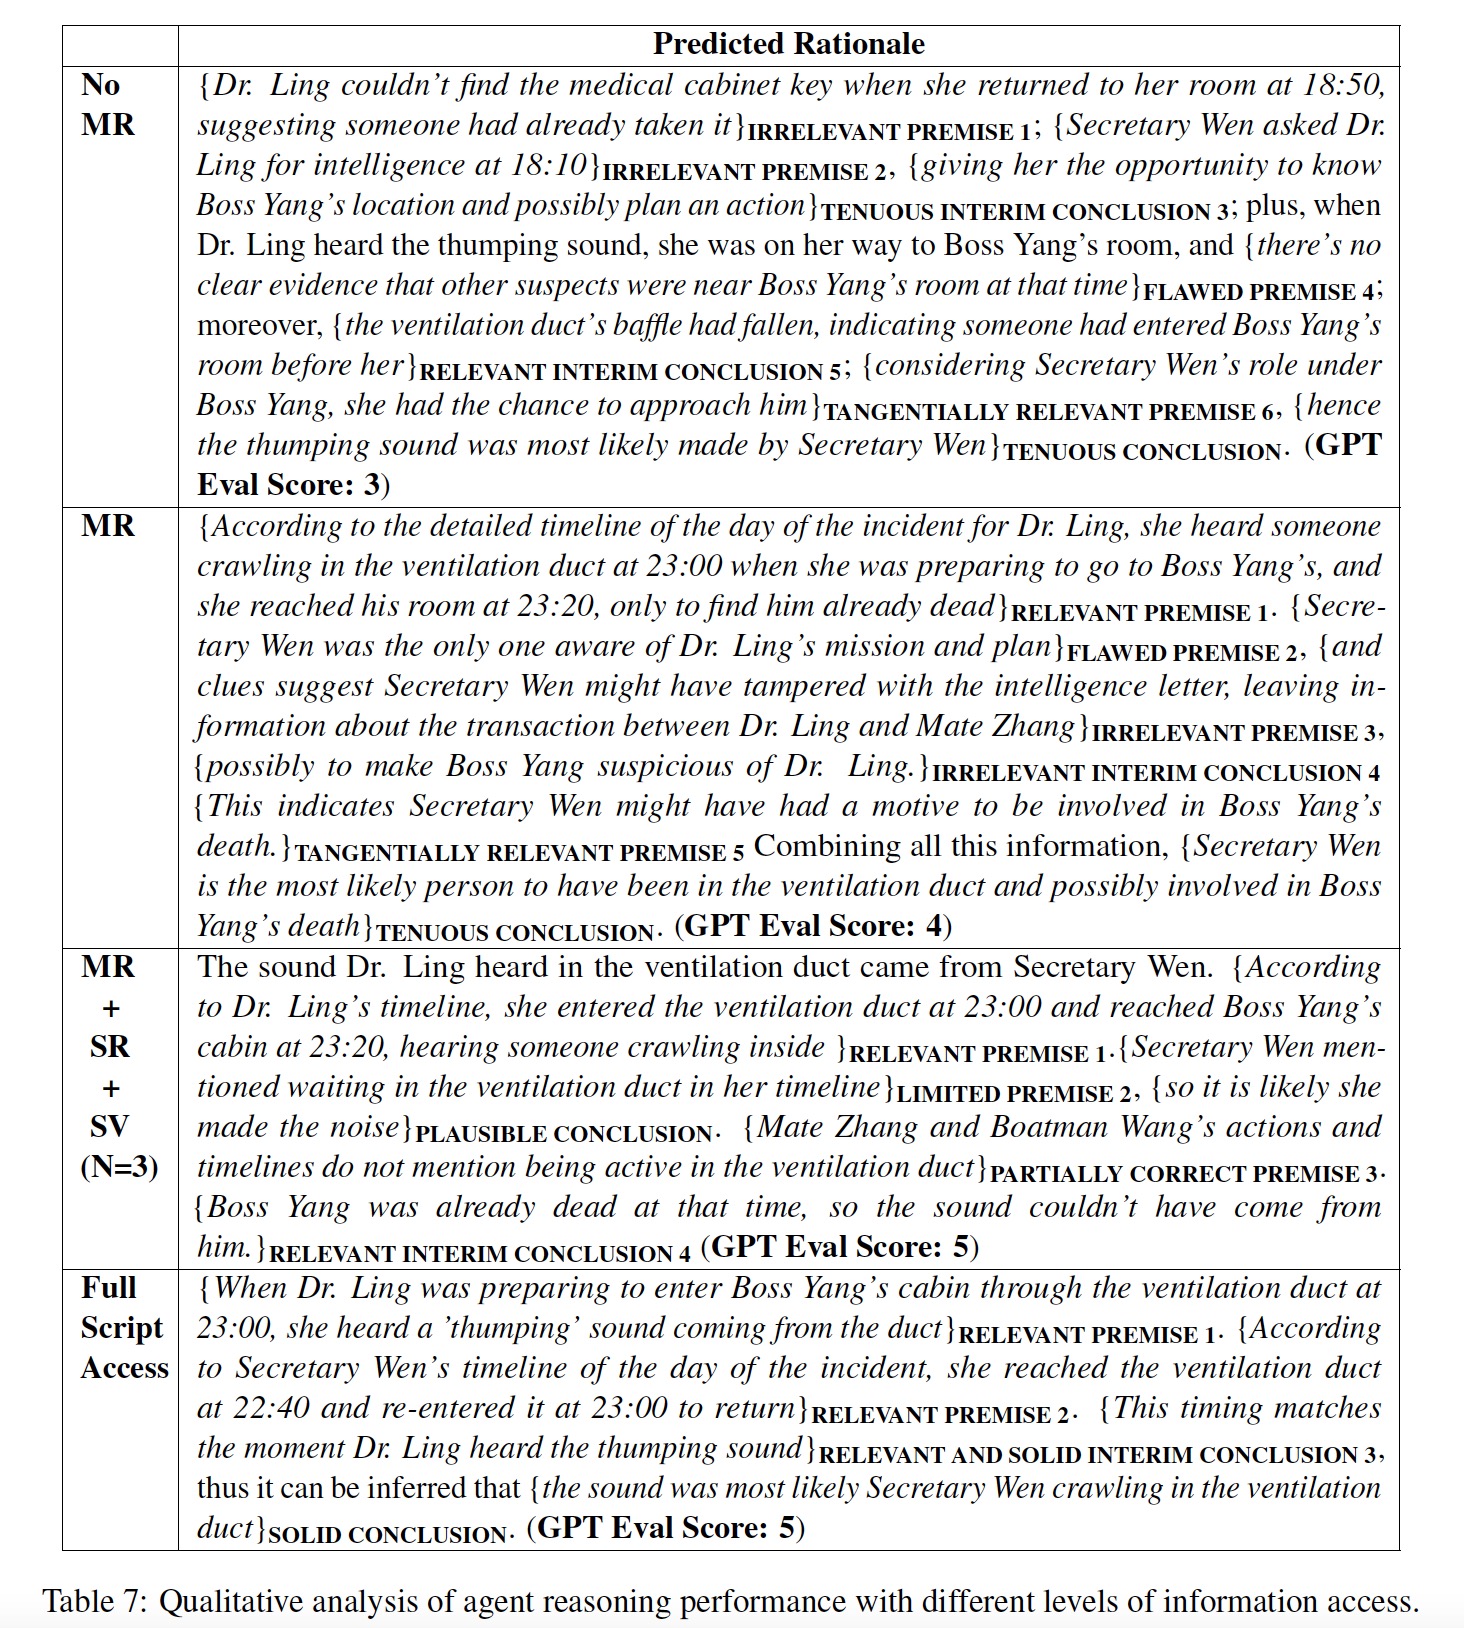 Predicted Rationale
No
MR
{Dr. Ling couldn't find the medical cabinet key when she returned to her room at 18:50,
suggesting someone had already taken it}IRRELEVANT PREMISE 1; {Secretary Wen asked Dr.
Ling for intelligence at 18:10}IRRELEVANT PREMISE 2, {giving her the opportunity to know
Boss Yang's location and possibly plan an action}TENUOUS INTERIM CONCLUSION 3; plus, when
Dr. Ling heard the thumping sound, she was on her way to Boss Yang's room, and {there's no
clear evidence that other suspects were near Boss Yang's room at that time}FLAWED PREMISE 4;
moreover, {the ventilation duct's baffle had fallen, indicating someone had entered Boss Yang's
room before her}RELEVANT INTERIM CONCLUSION 5; {considering Secretary Wen's role under
Boss Yang, she had the chance to approach him}TANGENTIALLY RELEVANT PREMISE 6, {hence
the thumping sound was most likely made by Secretary Wen}TENUOUS CONCLUSION. (GPT
Eval Score: 3)
MR
{According to the detailed timeline of the day of the incident for Dr. Ling, she heard someone
crawling in the ventilation duct at 23:00 when she was preparing to go to Boss Yang's, and
she reached his room at 23:20, only to find him already dead}RELEVANT PREMISE 1. {Secre-
tary Wen was the only one aware of Dr. Ling's mission and plan}FLAWED PREMISE 2, {and
clues suggest Secretary Wen might have tampered with the intelligence letter, leaving in-
formation about the transaction between Dr. Ling and Mate Zhang}IRRELEVANT PREMISE 3,
{possibly to make Boss Yang suspicious of Dr. Ling.}IRRELEVANT INTERIM CONCLUSION 4
{This indicates Secretary Wen might have had a motive to be involved in Boss Yang's
death.}TANGENTIALLY RELEVANT PREMISE 5 Combining all this information, {Secretary Wen
is the most likely person to have been in the ventilation duct and possibly involved in Boss
Yang's death}TENUOUS CONCLUSION. (GPT Eval Score: 4)
MR
+
SR
+
SV
(N=3)
The sound Dr. Ling heard in the ventilation duct came from Secretary Wen. {According
to Dr. Ling's timeline, she entered the ventilation duct at 23:00 and reached Boss Yang's
cabin at 23:20, hearing someone crawling inside }RELEVANT PREMISE 1.{Secretary Wen men-
tioned waiting in the ventilation duct in her timeline}LIMITED PREMISE 2, {so it is likely she
made the noise}PLAUSIBLE CONCLUSION. {Mate Zhang and Boatman Wang's actions and
timelines do not mention being active in the ventilation duct}PARTIALLY CORRECT PREMISE 3.
{Boss Yang was already dead at that time, so the sound couldn't have come from
him.}RELEVANT INTERIM CONCLUSION 4 (GPT Eval Score: 5)
Full
Script
Access
{When Dr. Ling was preparing to enter Boss Yang's cabin through the ventilation duct at
23:00, she heard a 'thumping' sound coming from the duct}RELEVANT PREMISE 1. {According
to Secretary Wen's timeline of the day of the incident, she reached the ventilation duct
at 22:40 and re-entered it at 23:00 to return}RELEVANT PREMISE 2. {This timing matches
the moment Dr. Ling heard the thumping sound}RELEVANT AND SOLID INTERIM CONCLUSION 3,
thus it can be inferred that {the sound was most likely Secretary Wen crawling in the ventilation
duct}SOLID CONCLUSION. (GPT Eval Score: 5)
Table 7: Qualitative analysis of agent reasoning performance with different levels of information access.